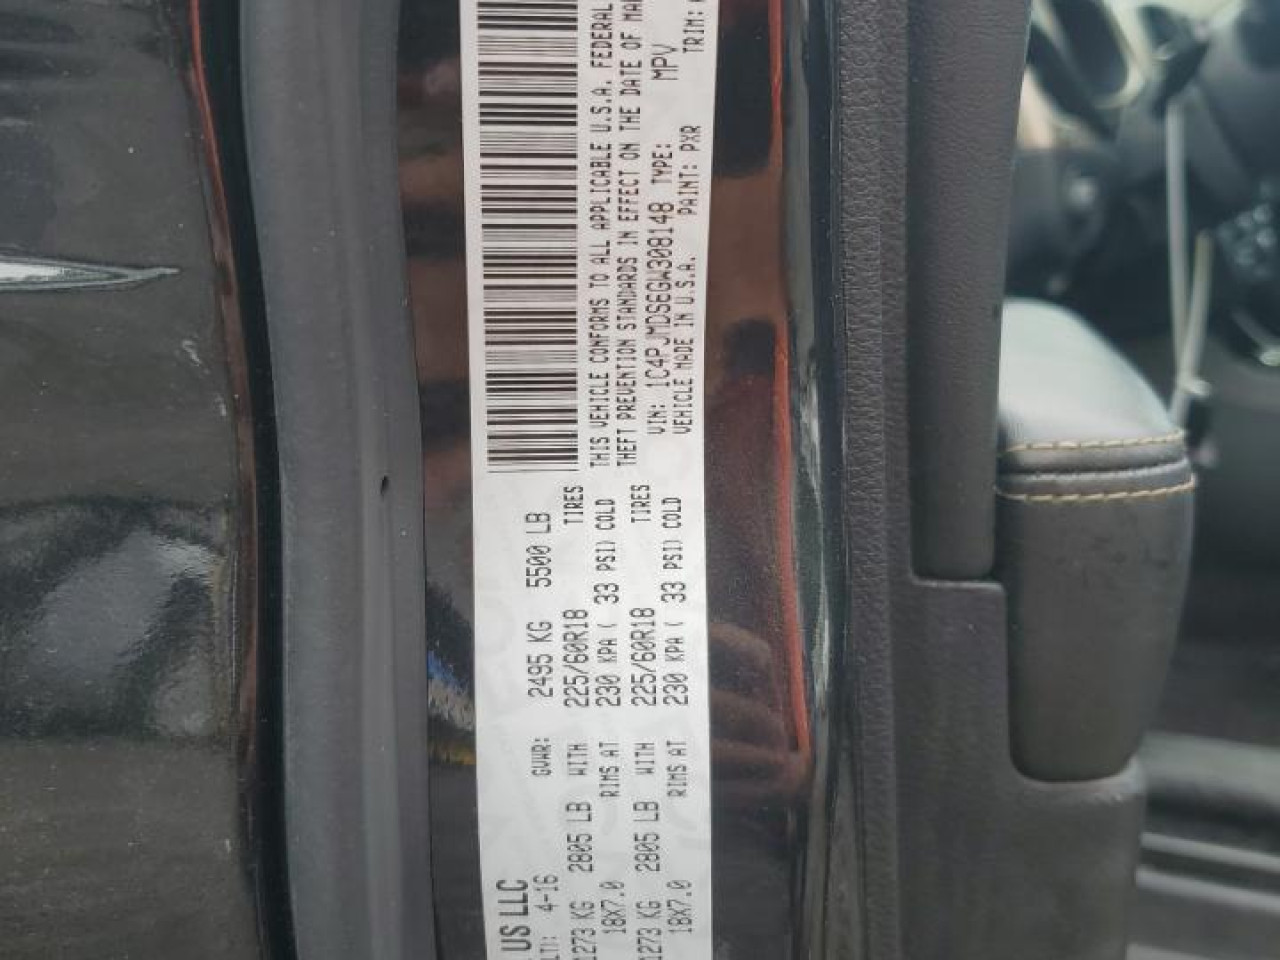 US LLC
4-16 GVWR: 2495 KG 5500 LB
1273 KG 2805 LB WITH 225/60R18 TIRES
18X7.0 RIMS AT 230 KPA ( 33 PSI) COLD
1273 KG 2805 LB WITH 225/60R18 TIRES
18X7.0 RIMS AT 230 KPA ( 33 PSI) COLD
THIS VEHICLE CONFORMS TO ALL APPLICABLE U.S.A. FEDERAL
THEFT PREVENTION STANDARDS IN EFFECT ON THE DATE OF MA
VIN: 1C4PJMDS6GW308148 TYPE: MPV
VEHICLE MADE IN U.S.A. PAINT: PXR TRIM: